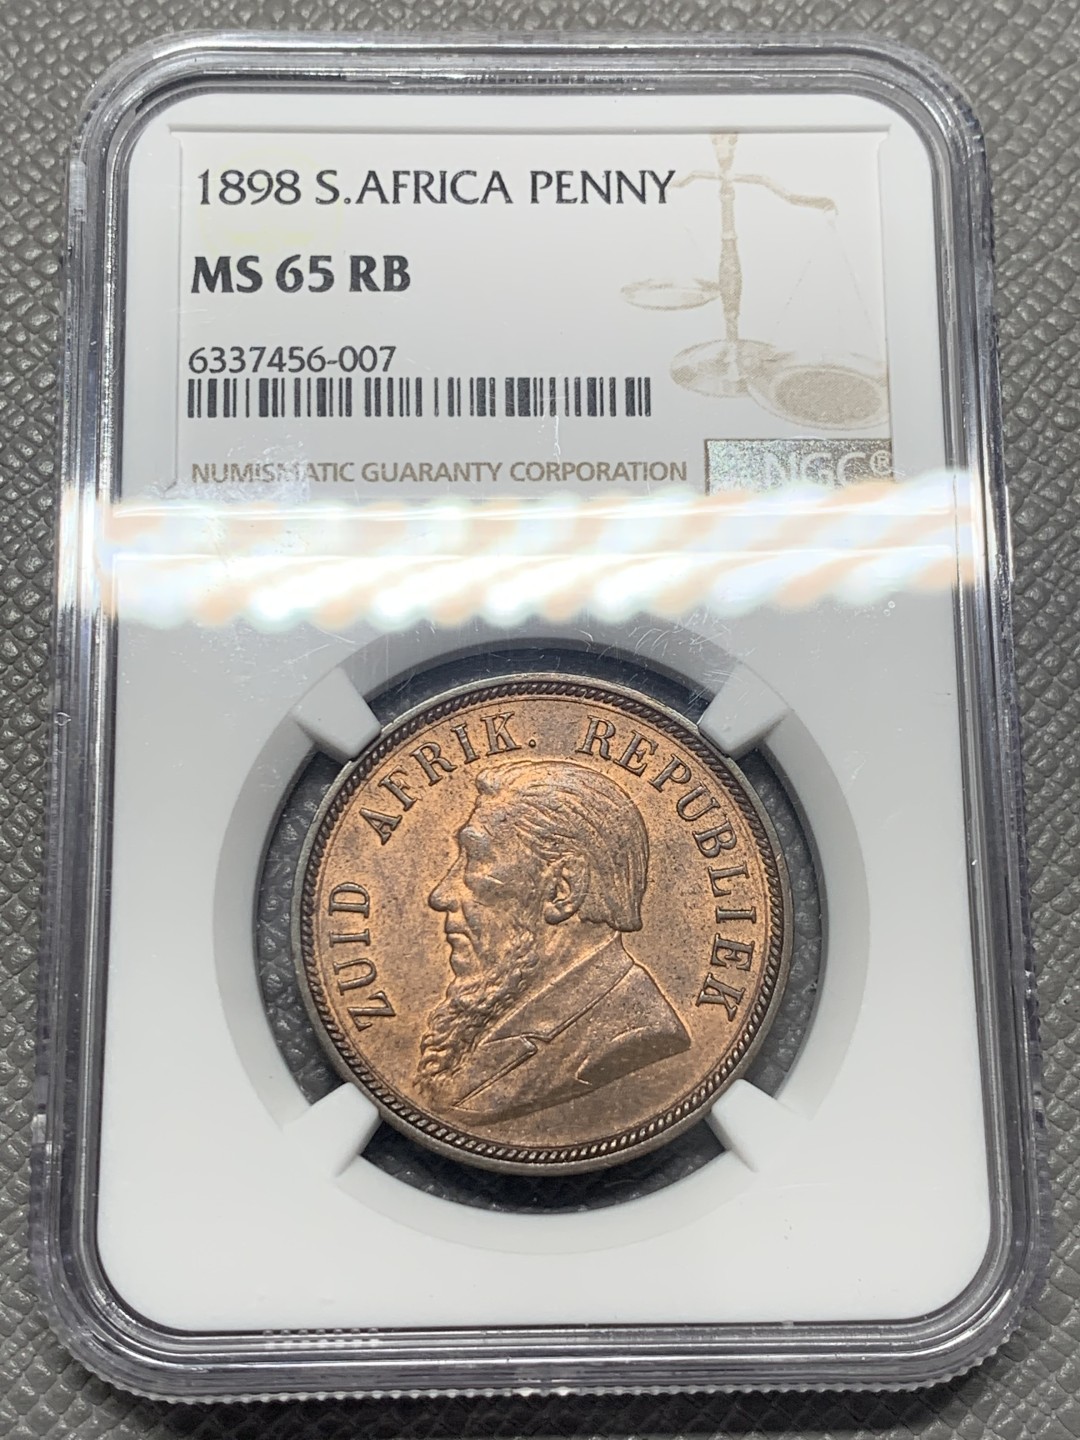 1898 S.AFRICA PENNY
MS 65 RB
6337456-007
NUMISMATIC GUARANTY CORPORATION
NGC®
ZUID AFRIK. REPUBLIEK